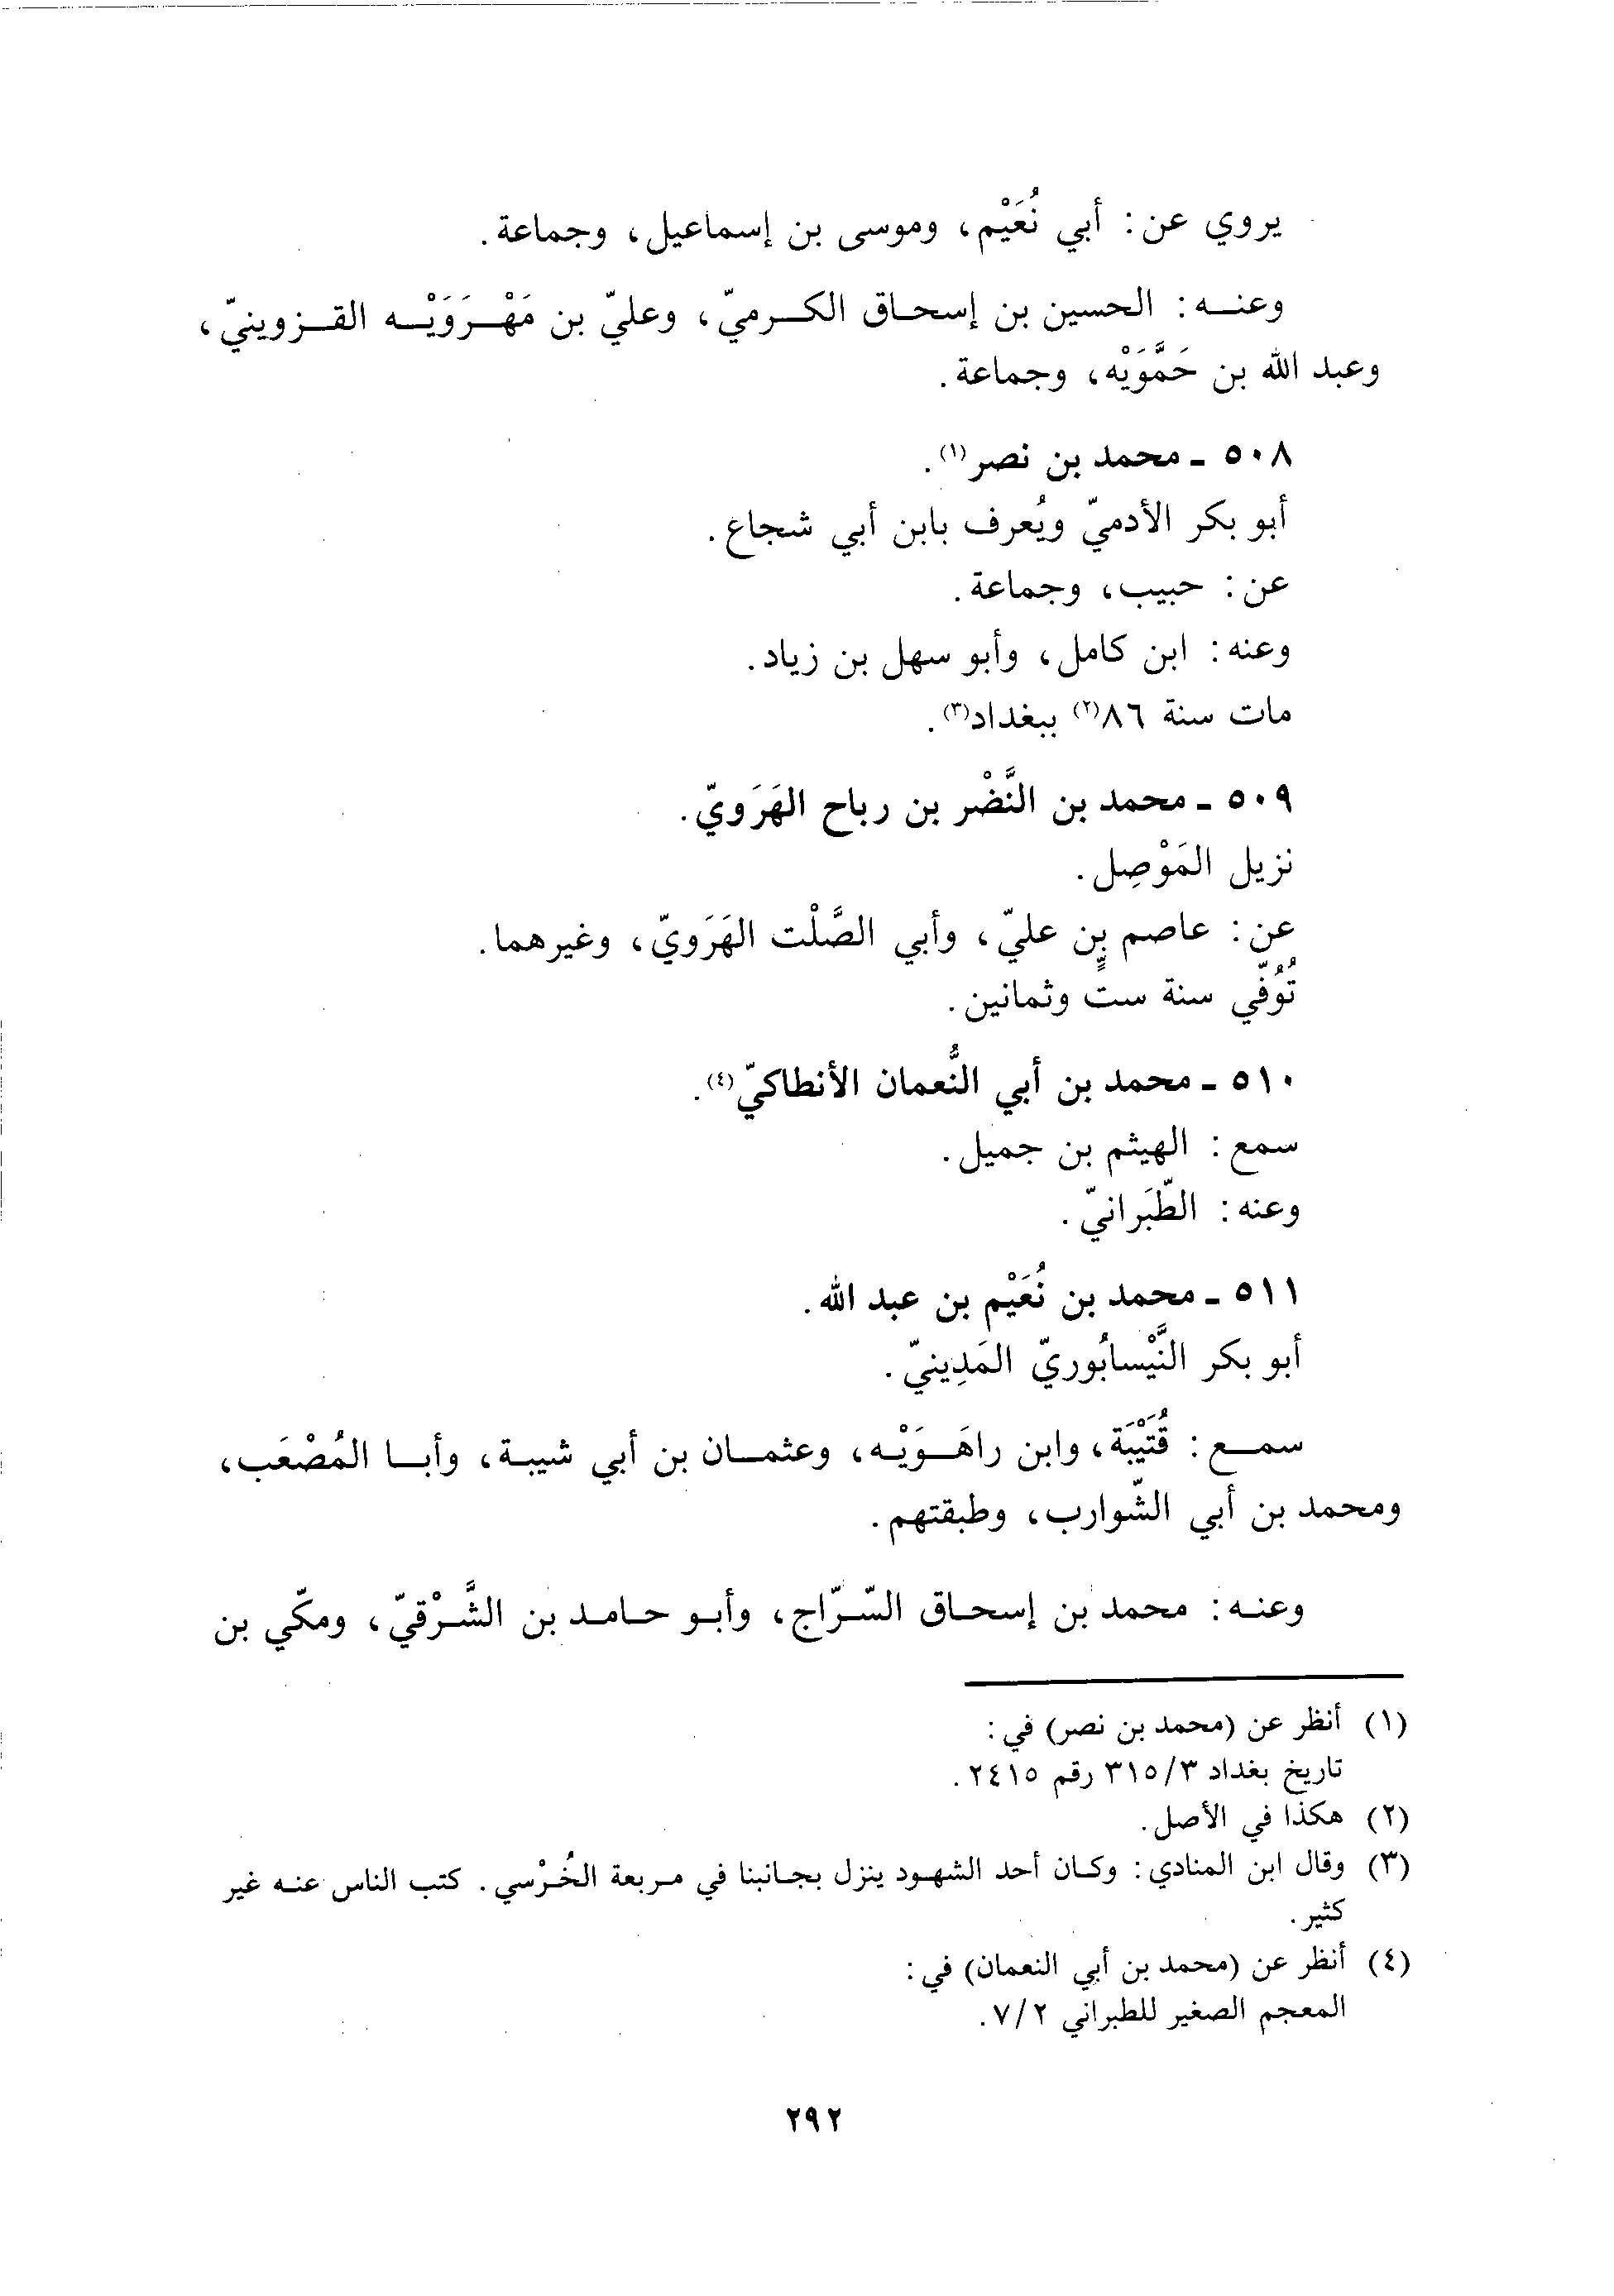 يروي عن: أبي نُعَيْم، وموسى بن إسماعيل، وجماعة.
وعنه: الحسين بن إسحاق الكرميّ، وعليّ بن مَهْرَوَيْه القزوينيّ،
وعبد الله بن حَمَّوَيْه، وجماعة.
٥٠٨ ـ محمد بن نصر(١).
أبو بكر الأدميّ ويُعرف بابن أبي شجاع.
عن: حبيب، وجماعة.
وعنه: ابن كامل، وأبو سهل بن زياد.
مات سنة ٨٦(٢) ببغداد(٣).
٥٠٩ ـ محمد بن النَّضْر بن رباح الهَرَويّ.
نزيل المَوْصِل.
عن: عاصم بن عليّ، وأبي الصَّلْت الهَرَويّ، وغيرهما.
تُوُفّي سنة ستٍّ وثمانين.
٥١٠ ـ محمد بن أبي النُّعمان الأنطاكيّ(٤).
سمع: الهيثم بن جميل.
وعنه: الطَّبَرانيّ.
٥١١ ـ محمد بن نُعَيْم بن عبد الله.
أبو بكر النَّيْسابُوريّ المَدِينيّ.
سمع: قُتَيْبَة، وابن راهَوَيْه، وعثمان بن أبي شيبة، وأبا المُصْعَب،
ومحمد بن أبي الشّوارب، وطبقتهم.
وعنه: محمد بن إسحاق السّرّاج، وأبو حامد بن الشَّرْقيّ، ومكّي بن
(١) أنظر عن (محمد بن نصر) في:
تاريخ بغداد ٣١٥/٣ رقم ٢٤١٥.
(٢) هكذا في الأصل.
(٣) وقال ابن المنادي: وكان أحد الشهود ينزل بجانبنا في مربعة الخُرْسي. كتب الناس عنه غير
كثير.
(٤) أنظر عن (محمد بن أبي النعمان) في:
المعجم الصغير للطبراني ٧/٢.
٢٩٢